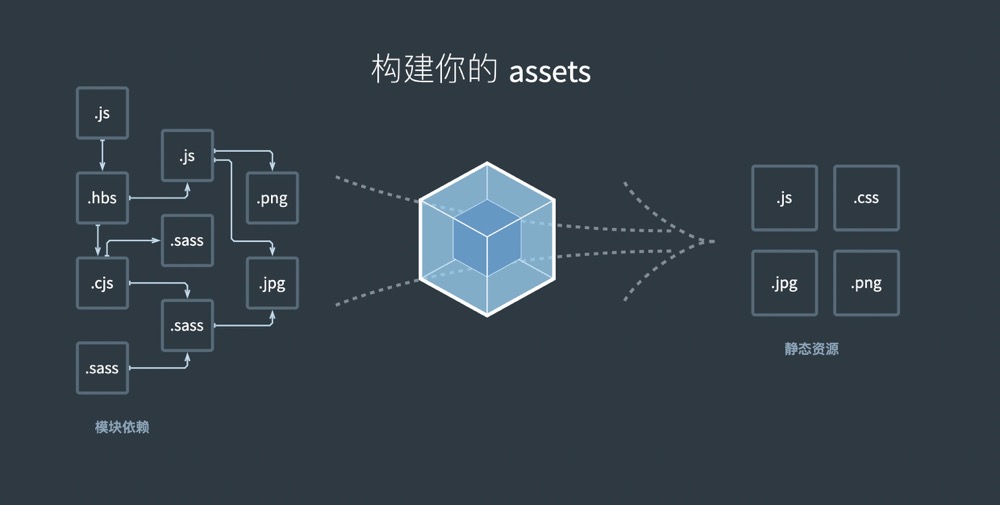 构建你的 assets
.js
.js
.hbs
.png
.sass
.cjs
.jpg
.sass
.sass
模块依赖
.js
.css
.jpg
.png
静态资源